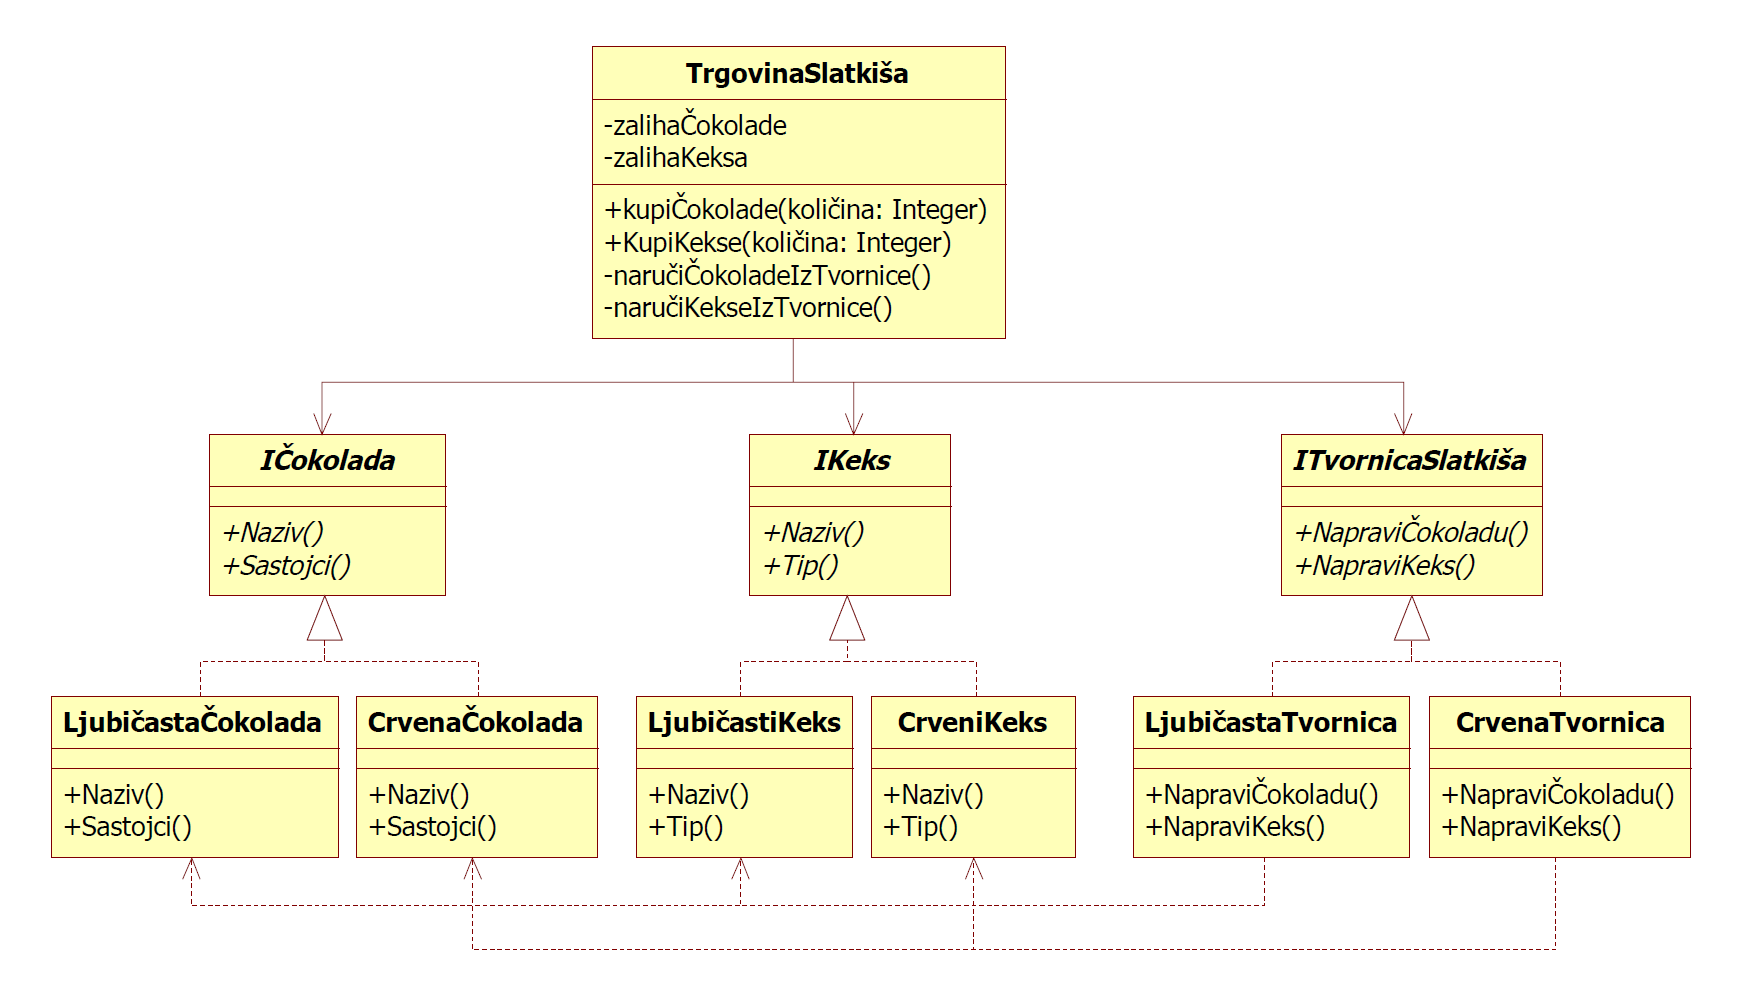 TrgovinaSlatkiša
-zalihaČokolade
-zalihaKeksa
+kupiČokolade(količina: Integer)
+KupiKekse(količina: Integer)
-naručiČokoladeIzTvornice()
-naručiKekseIzTvornice()
IČokolada
+Naziv()
+Sastojci()
IKeks
+Naziv()
+Tip()
ITvornicaSlatkiša
+NapraviČokoladu()
+NapraviKeks()
LjubičastaČokolada
+Naziv()
+Sastojci()
CrvenaČokolada
+Naziv()
+Sastojci()
LjubičastiKeks
+Naziv()
+Tip()
CrveniKeks
+Naziv()
+Tip()
LjubičastaTvornica
+NapraviČokoladu()
+NapraviKeks()
CrvenaTvornica
+NapraviČokoladu()
+NapraviKeks()